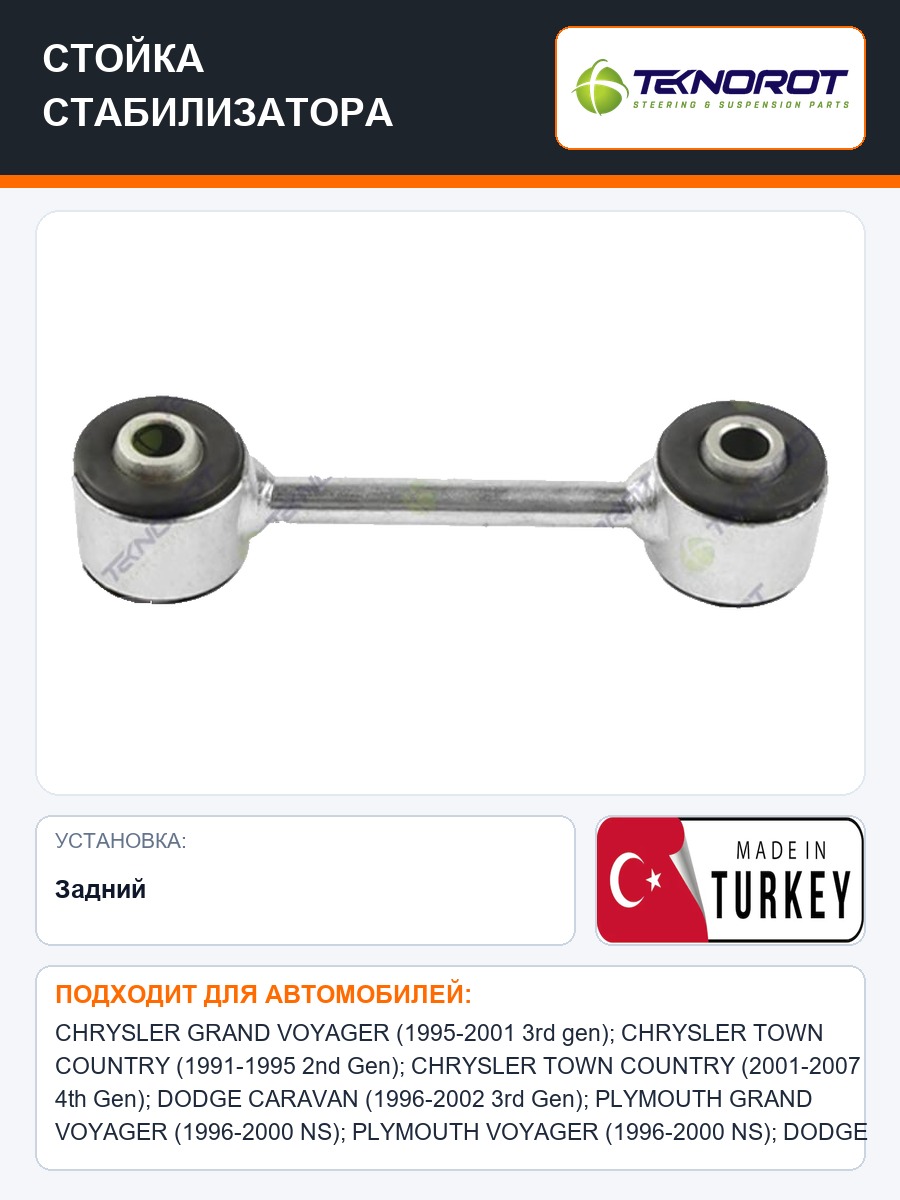 СТОЙКА
СТАБИЛИЗАТОРА
TEKNOROT
STEERING & SUSPENSION PARTS
TEKNOROT
TEKNOROT
УСТАНОВКА:
Задний
MADE IN
TURKEY
ПОДХОДИТ ДЛЯ АВТОМОБИЛЕЙ:
CHRYSLER GRAND VOYAGER (1995-2001 3rd gen); CHRYSLER TOWN
COUNTRY (1991-1995 2nd Gen); CHRYSLER TOWN COUNTRY (2001-2007
4th Gen); DODGE CARAVAN (1996-2002 3rd Gen); PLYMOUTH GRAND
VOYAGER (1996-2000 NS); PLYMOUTH VOYAGER (1996-2000 NS); DODGE